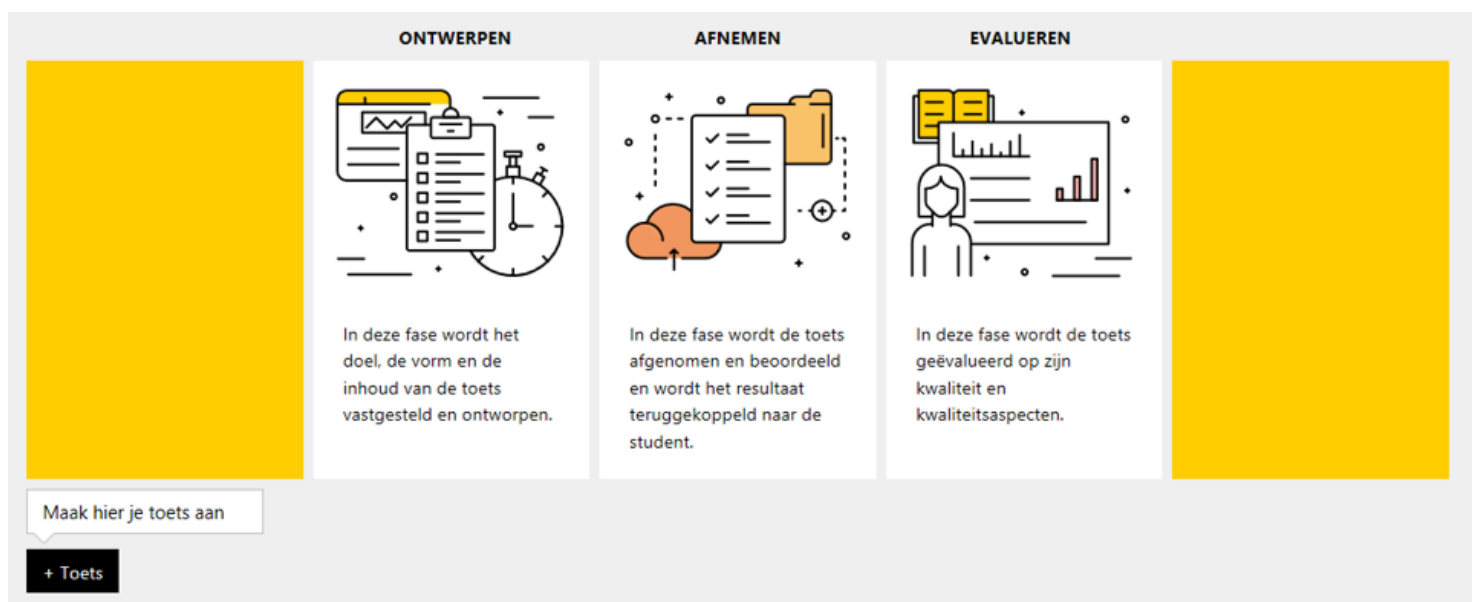 ONTWERPEN
AFNEMEN
EVALUEREN
In deze fase wordt het
doel, de vorm en de
inhoud van de toets
vastgesteld en ontworpen.
In deze fase wordt de toets
afgenomen en beoordeeld
en wordt het resultaat
teruggekoppeld naar de
student.
In deze fase wordt de toets
geëvalueerd op zijn
kwaliteit en
kwaliteitsaspecten.
Maak hier je toets aan
+ Toets